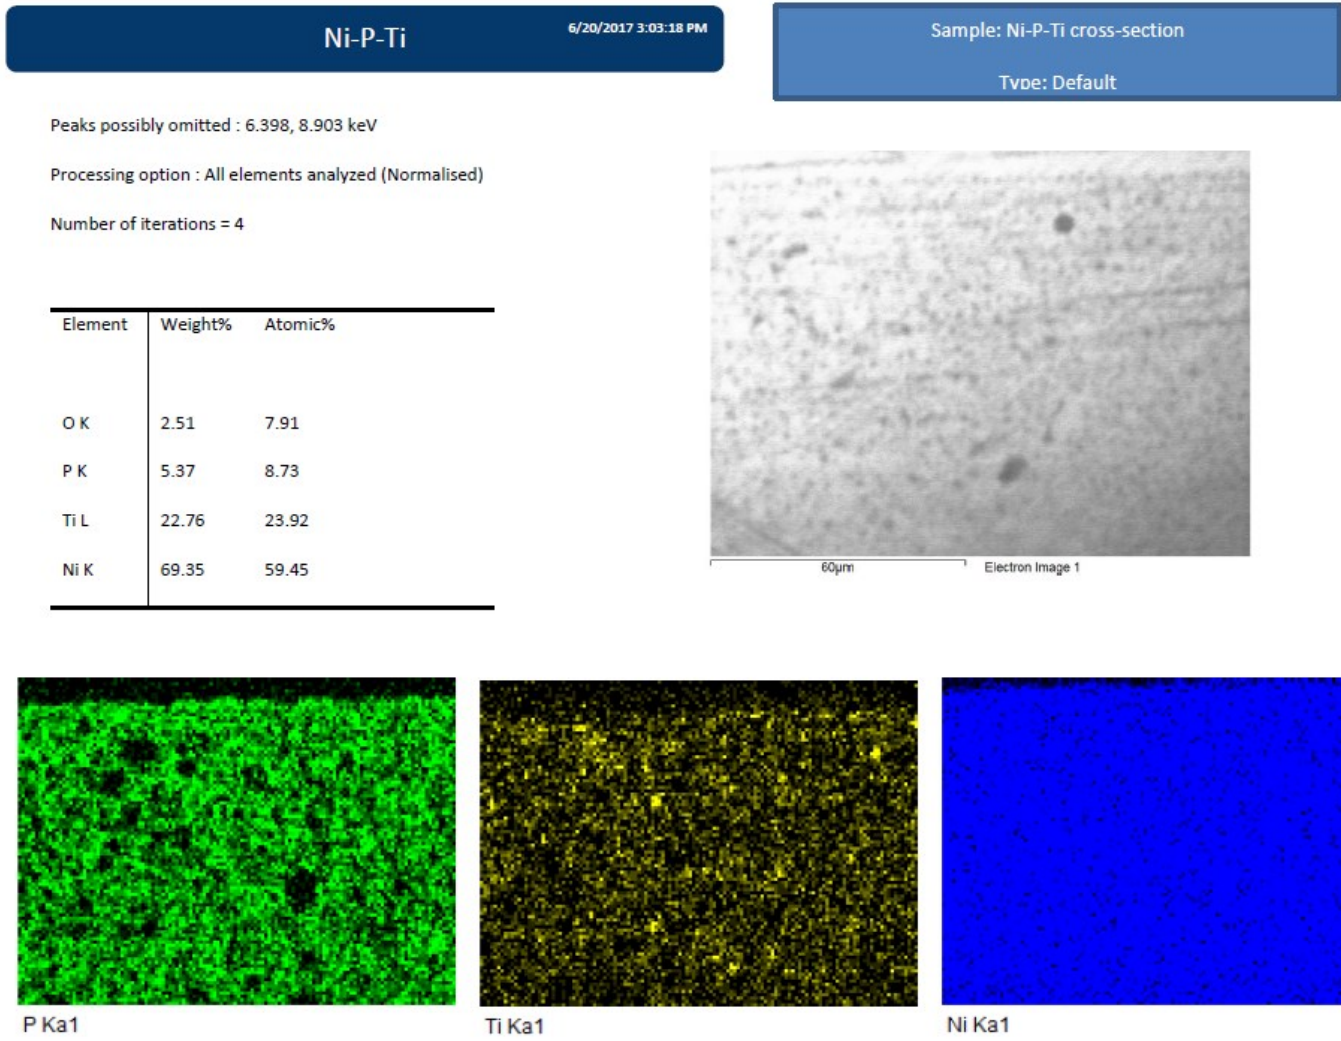 Ni-P-Ti
6/20/2017 3:03:18 PM
Sample: Ni-P-Ti cross-section
Type: Default
Peaks possibly omitted : 6.398, 8.903 keV
Processing option : All elements analyzed (Normalised)
Number of iterations = 4
Element Weight% Atomic%
O K 2.51 7.91
P K 5.37 8.73
Ti L 22.76 23.92
Ni K 69.35 59.45
60µm Electron Image 1
P Ka1
Ti Ka1
Ni Ka1